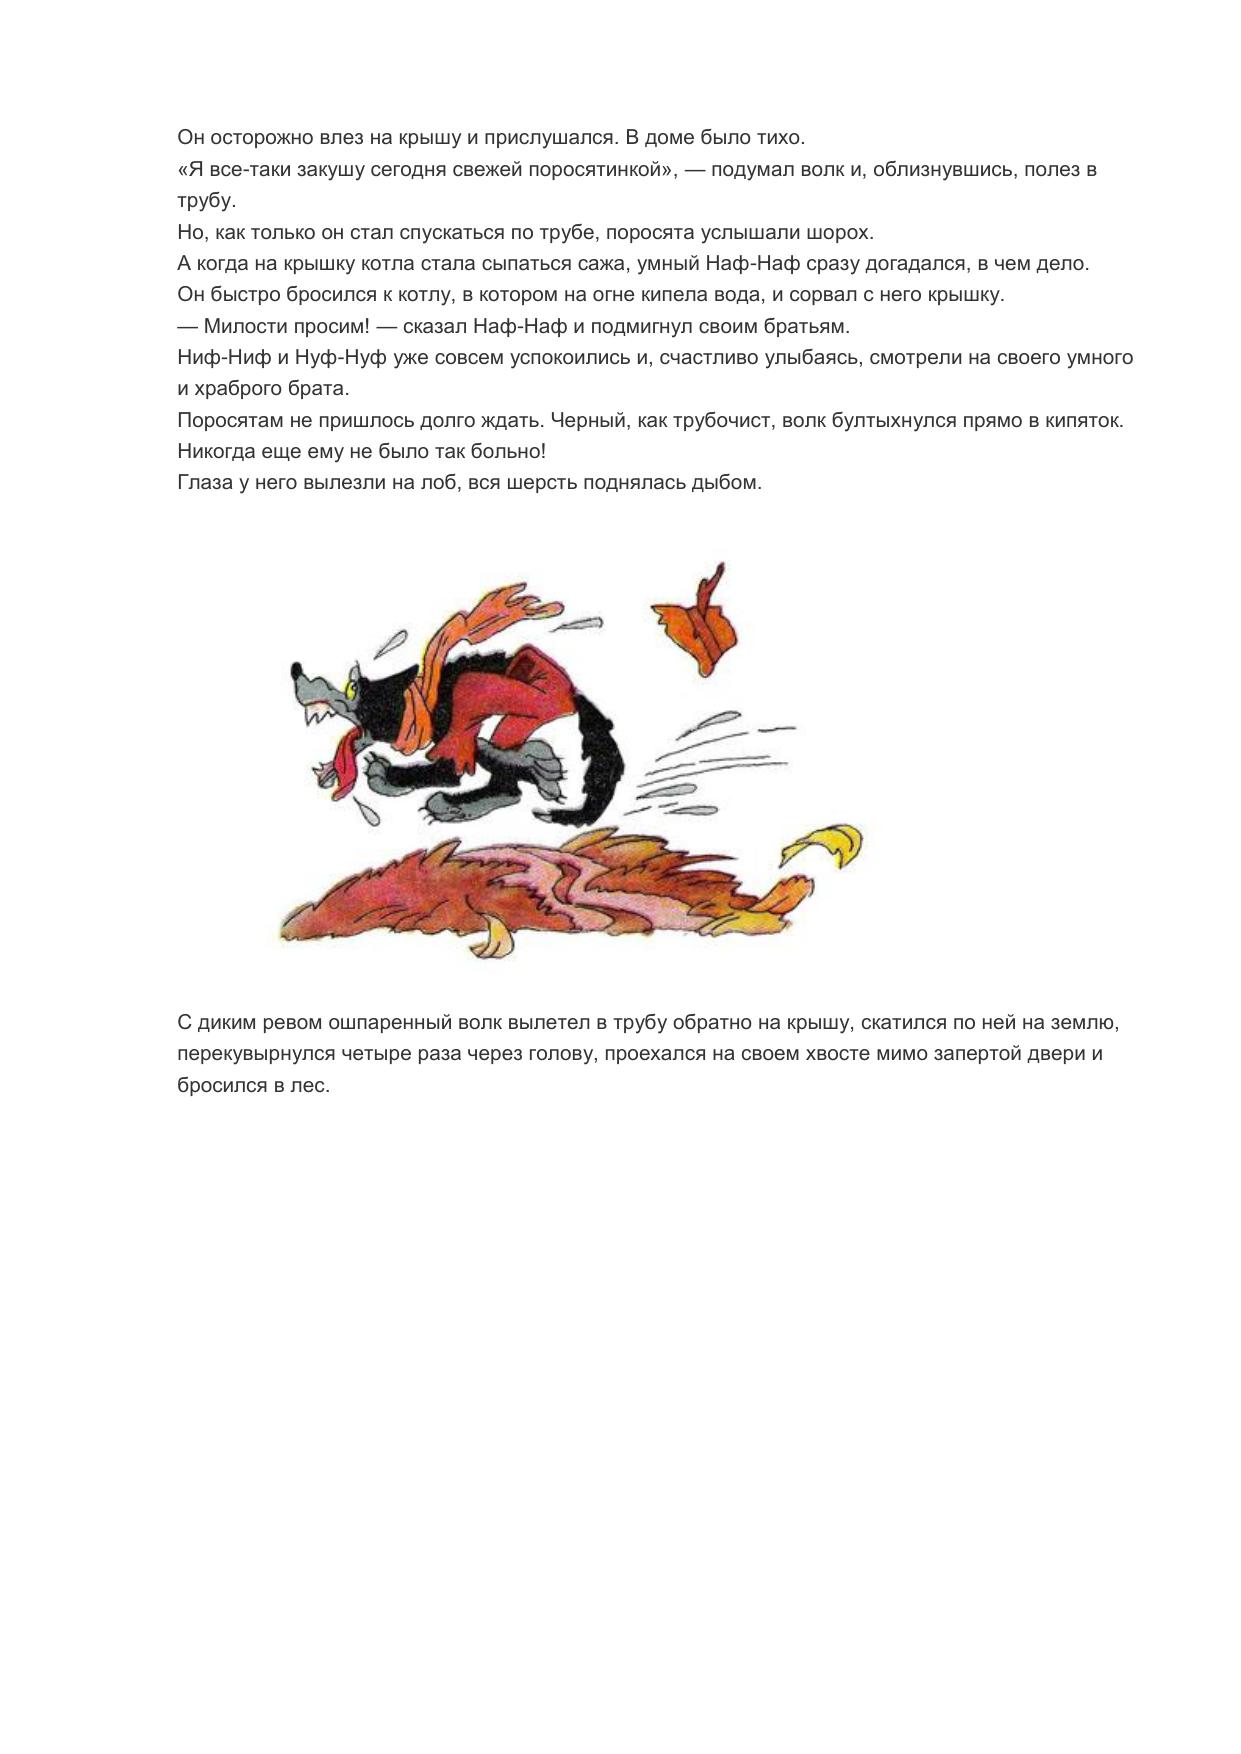 Он осторожно влез на крышу и прислушался. В доме было тихо.
«Я все-таки закушу сегодня свежей поросятинкой», — подумал волк и, облизнувшись, полез в
трубу.
Но, как только он стал спускаться по трубе, поросята услышали шорох.
А когда на крышку котла стала сыпаться сажа, умный Наф-Наф сразу догадался, в чем дело.
Он быстро бросился к котлу, в котором на огне кипела вода, и сорвал с него крышку.
— Милости просим! — сказал Наф-Наф и подмигнул своим братьям.
Ниф-Ниф и Нуф-Нуф уже совсем успокоились и, счастливо улыбаясь, смотрели на своего умного
и храброго брата.
Поросятам не пришлось долго ждать. Черный, как трубочист, волк бултыхнулся прямо в кипяток.
Никогда еще ему не было так больно!
Глаза у него вылезли на лоб, вся шерсть поднялась дыбом.
С диким ревом ошпаренный волк вылетел в трубу обратно на крышу, скатился по ней на землю,
перекувырнулся четыре раза через голову, проехался на своем хвосте мимо запертой двери и
бросился в лес.